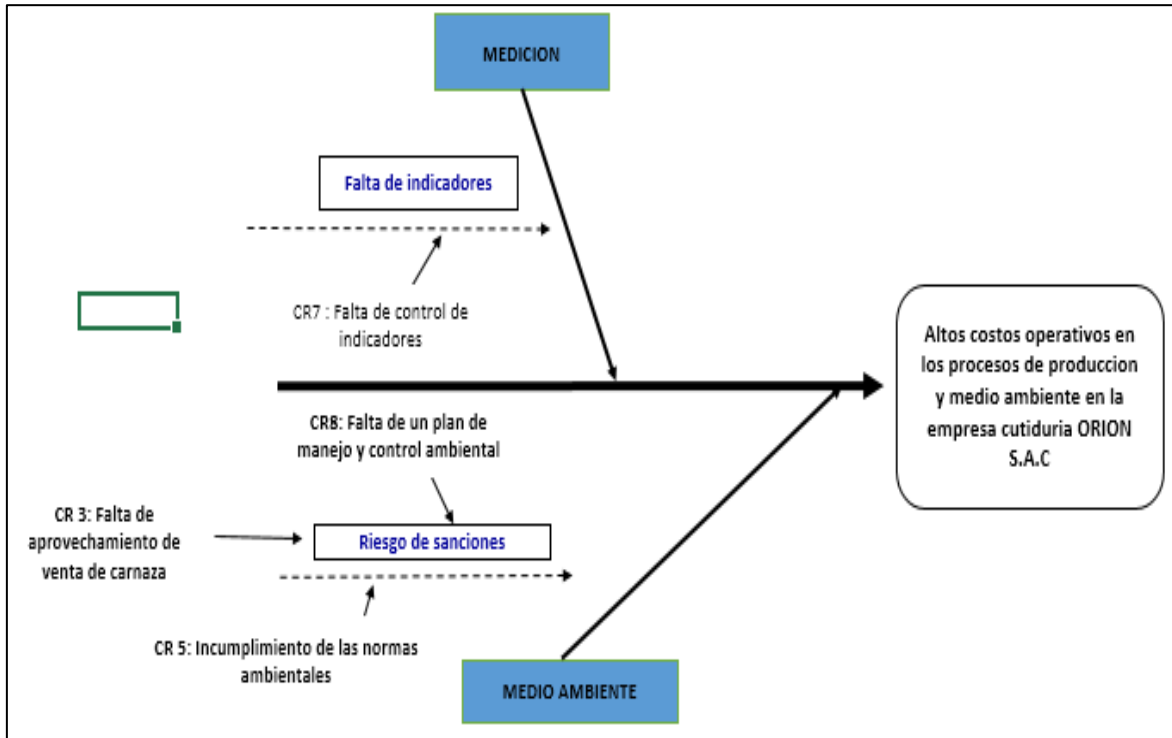 MEDICION
Falta de indicadores
CR7 : Falta de control de
indicadores
Altos costos operativos en
los procesos de produccion
y medio ambiente en la
empresa cutiduria ORION
S.A.C
CR8: Falta de un plan de
manejo y control ambiental
CR 3: Falta de
aprovechamiento de
venta de carnaza
Riesgo de sanciones
CR 5: Incumplimiento de las normas
ambientales
MEDIO AMBIENTE